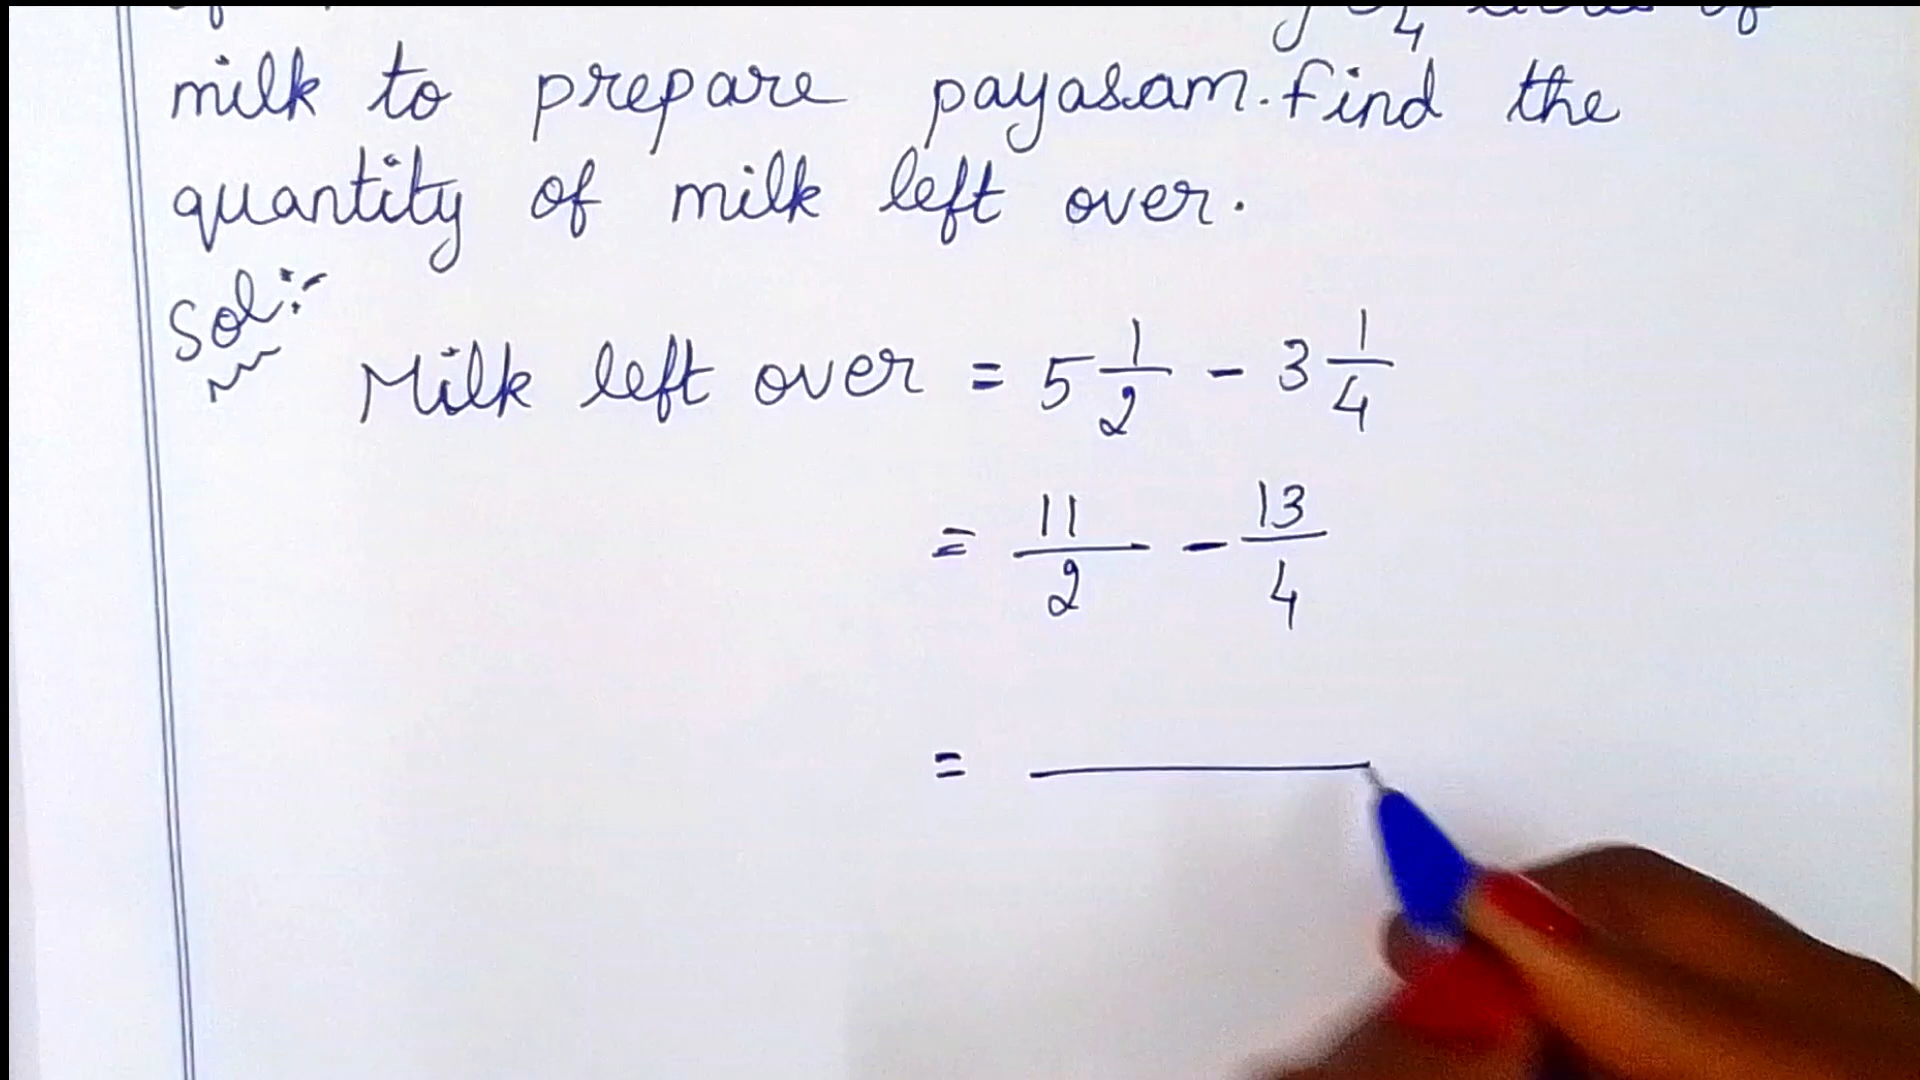 milk to prepare payasam. find the
quantity of milk left over.
Sol:-
Milk left over = 5 1/2 - 3 1/4
= 11/2 - 13/4
=